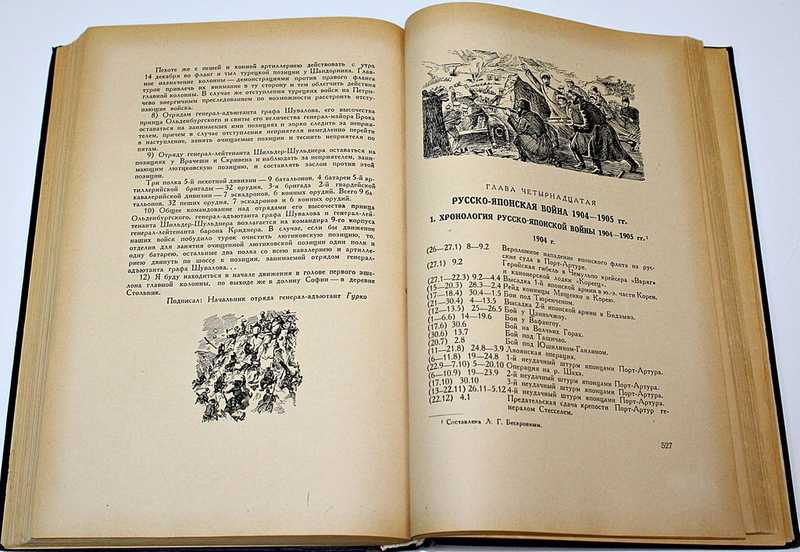 Пехоте же с пешей и конной артиллериею действовать с утра
14 декабря во фланг и тыл турецкой позиции у Шандорника. Глав-
ное назначение колонны — демонстрациями против правого фланга
турок привлечь их внимание в ту сторону и тем облегчить действия
главной колонны. В случае же отступления турецких войск на Петри-
чево энергичным преследованием по возможности расстроить отсту-
пающие войска.
8) Отрядам генерал-адъютанта графа Шувалова, его высочества
принца Ольденбургского и свиты его величества генерал-майора Брока
оставаться на занимаемых ими позициях и зорко следить за неприя-
телем, причем в случае отступления неприятеля немедленно перейти
в наступление, занять очищаемые позиции и теснить неприятеля по
пятам.
9) Отряду генерал-лейтенанта Шильдер-Шульднера оставаться на
позициях у Врачеши и Скривена и наблюдать за неприятелем, зани-
мающим лютиковскую позицию, и составлять заслон против этой
позиции.
Три полка 5-й пехотной дивизии — 9 батальонов, 4 батареи 5-й ар-
тиллерийской бригады — 32 орудия, 3-я бригада 2-й гвардейской
кавалерийской дивизии — 7 эскадронов, 6 конных орудий. Всего 9 ба-
тальонов, 32 пеших орудия, 7 эскадронов и 6 конных орудий.
10) Общее командование над отрядами его высочества принца
Ольденбургского, генерал-адъютанта графа Шувалова и генерал-лей-
тенанта Шильдер-Шульднера возлагается на командира 9-го корпуса
генерал-лейтенанта барона Криднера. В случае, если бы движение
наших войск побудило турок очистить лютиковскую позицию, то,
отделив для занятия очищенной лютиковской позиции один полк и
одну батарею, остальные два полка со всею кавалериею и артилле-
риею двинуть по шоссе к позиции, занимаемой отрядом генерал-
адъютанта графа Шувалова. . .
12) Я буду находиться в начале движения в голове первого эше-
лона главной колонны, по выходе же в долину Софии — в деревне
Стольник.
Подписал: Начальник отряда генерал-адъютант Гурко
ГЛАВА ЧЕТЫРНАДЦАТАЯ
РУССКО-ЯПОНСКАЯ ВОЙНА 1904—1905 гг.
1. ХРОНОЛОГИЯ РУССКО-ЯПОНСКОЙ ВОЙНЫ 1904—1905 гг.¹
1904 г.
(26—27.1) 8—9.2 Вероломное нападение японского флота на рус-
ские суда в Порт-Артуре.
(27.1) 9.2 Геройская гибель в Чемульпо крейсера «Варяг»
и канонерской лодки «Кореец».
(27.1—22.3) 9.2—4.4 Высадка 1-й японской армии в ю.-в. части Корея.
(15—20.3) 28.3—2.4 Рейд конницы Мищенко в Корею.
(17—18.4) 30.4—1.5 Бой под Тюренченом.
(21—30.4) 4—13.5 Высадка 2-й японской армии в Бидзыво.
(12—13.5) 25—26.5 Бой у Цзиньчжоу.
(1—6.6) 14—19.6 Бой у Вафангоу.
(17.6) 30.6 Бой на Волчьих Горах.
(30.6) 13.7 Бой под Ташичао.
(20.7) 2.8 Бой под Юшилином-Ганлином.
(11—21.8) 24.8—3.9 Ляоянская операция.
(6—11.8) 19—24.8 1-й неудачный штурм японцами Порт-Артура.
(22.9—7.10) 5—20.10 Операция на р. Шахэ.
(6—10.9) 19—23.9 2-й неудачный штурм японцами Порт-Артура.
(17.10) 30.10 3-й неудачный штурм японцами Порт-Артура.
(13—22.11) 26.11—5.12 4-й неудачный штурм японцами Порт-Артура.
(22.12) 4.1 Предательская сдача крепости Порт-Артур ге-
нералом Стесселем.
¹ Составлена Л. Г. Бескровным.
527